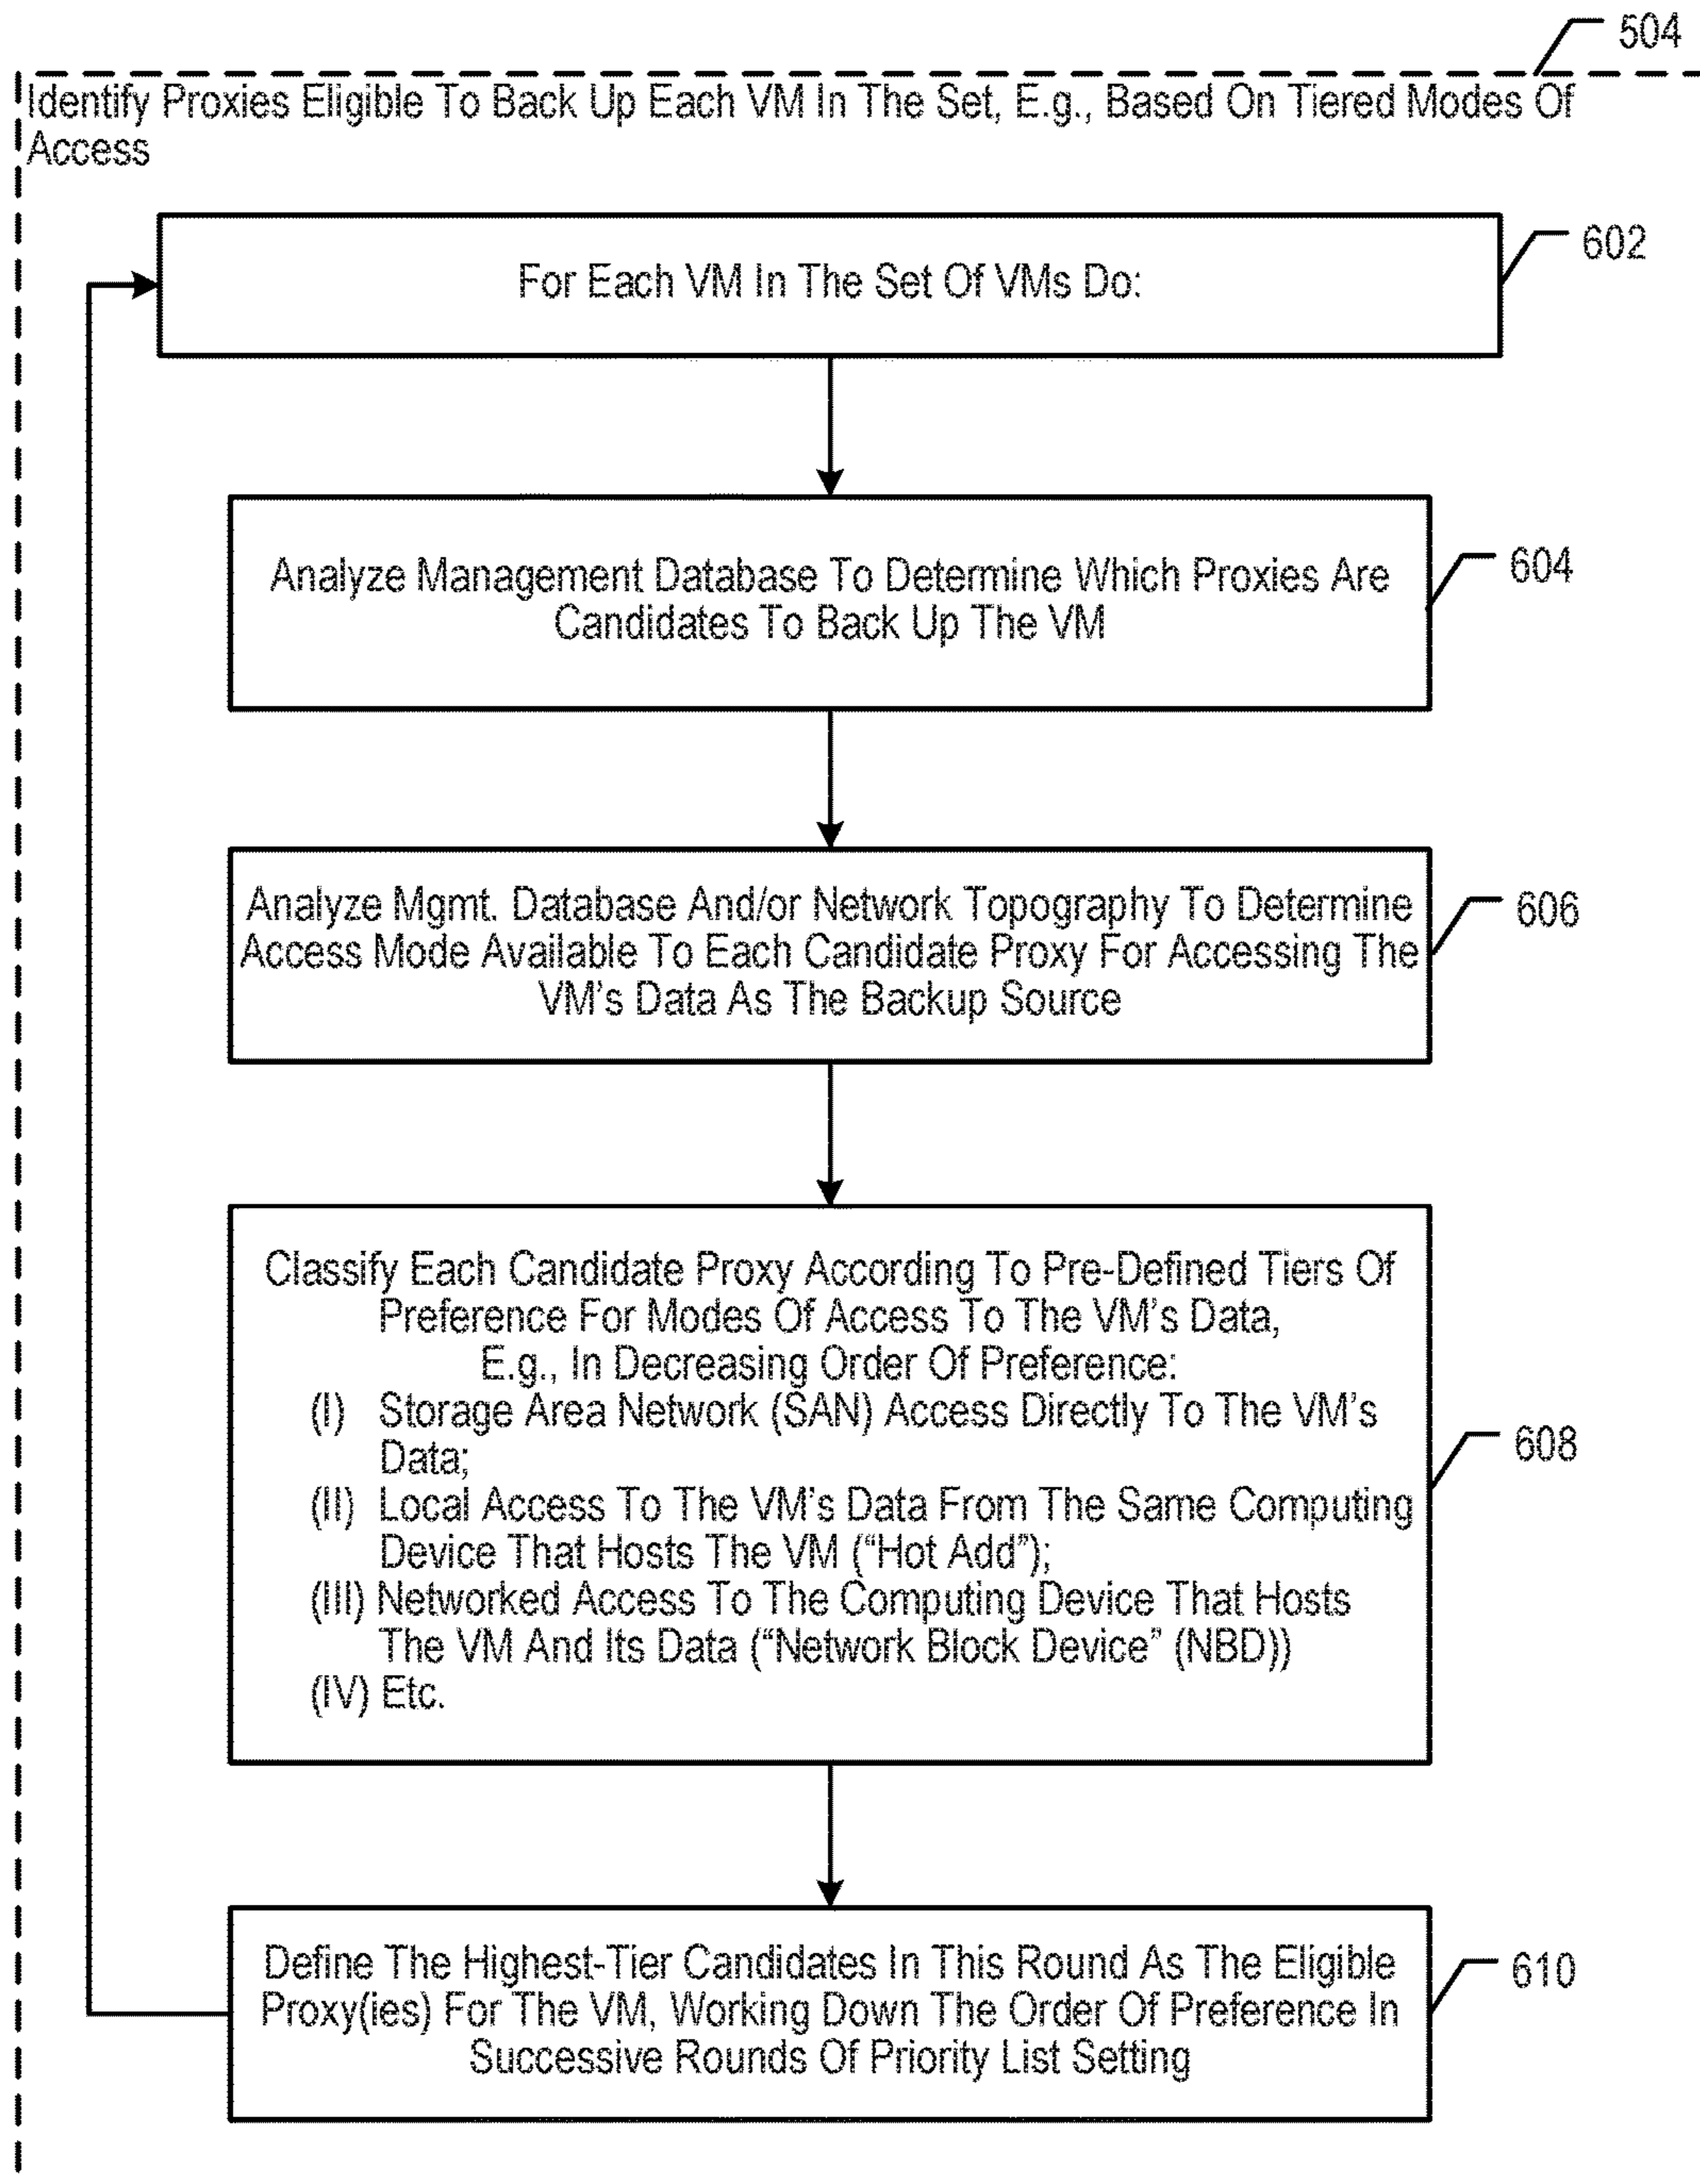 504
Identify Proxies Eligible To Back Up Each VM In The Set, E.g., Based On Tiered Modes Of
Access
602
For Each VM In The Set Of VMs Do:
604
Analyze Management Database To Determine Which Proxies Are
Candidates To Back Up The VM
606
Analyze Mgmt. Database And/or Network Topography To Determine
Access Mode Available To Each Candidate Proxy For Accessing The
VM's Data As The Backup Source
Classify Each Candidate Proxy According To Pre-Defined Tiers Of
Preference For Modes Of Access To The VM's Data,
E.g., In Decreasing Order Of Preference:
(I) Storage Area Network (SAN) Access Directly To The VM's
Data;
608
(II) Local Access To The VM's Data From The Same Computing
Device That Hosts The VM (“Hot Add”);
(III) Networked Access To The Computing Device That Hosts
The VM And Its Data (“Network Block Device” (NBD))
(IV) Etc.
610
Define The Highest-Tier Candidates In This Round As The Eligible
Proxy(ies) For The VM, Working Down The Order Of Preference In
Successive Rounds Of Priority List Setting